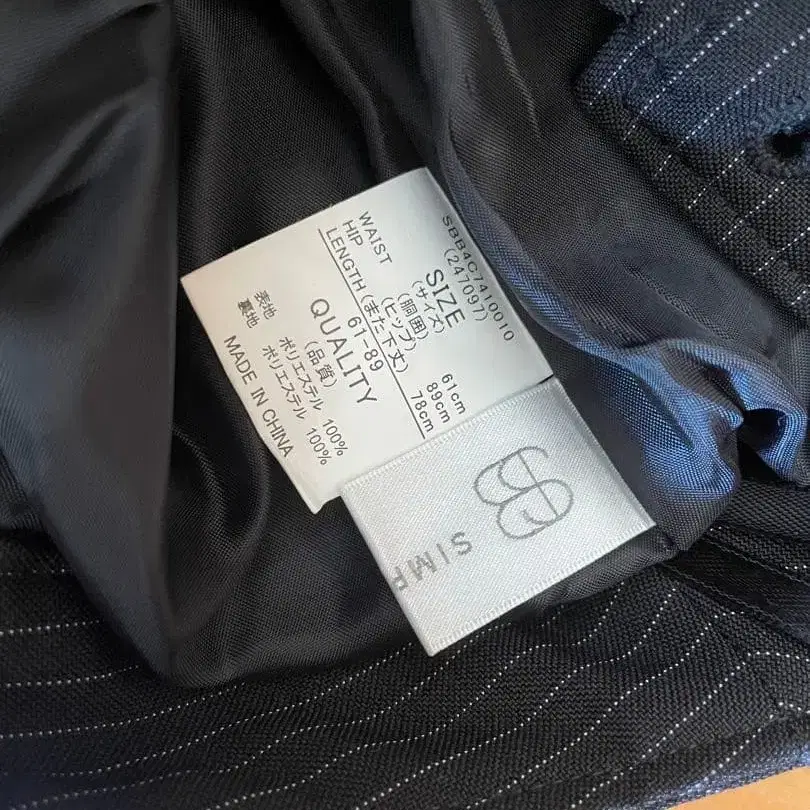 SBB4C7410010
(247097)
SIZE
(サイズ)
WAIST (胴囲) 61cm
HIP (ヒップ) 89cm
LENGTH (また下丈) 78cm
61-89
QUALITY
(品質)
表地 ポリエステル 100%
裏地 ポリエステル 100%
MADE IN CHINA
SIMP